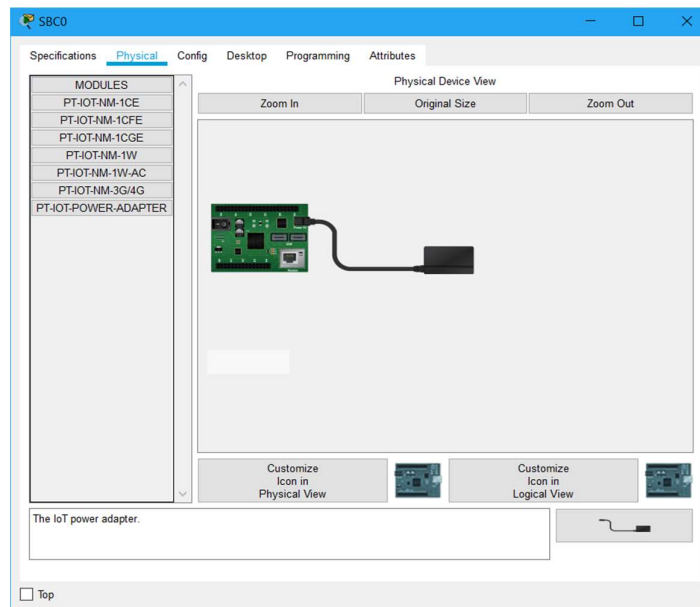 SBC0
Specifications Physical Config Desktop Programming Attributes
MODULES
PT-IOT-NM-1CE
PT-IOT-NM-1CFE
PT-IOT-NM-1CGE
PT-IOT-NM-1W
PT-IOT-NM-1W-AC
PT-IOT-NM-3G/4G
PT-IOT-POWER-ADAPTER
Physical Device View
Zoom In Original Size Zoom Out
Customize
Icon in
Physical View
Customize
Icon in
Logical View
The IoT power adapter.
Top